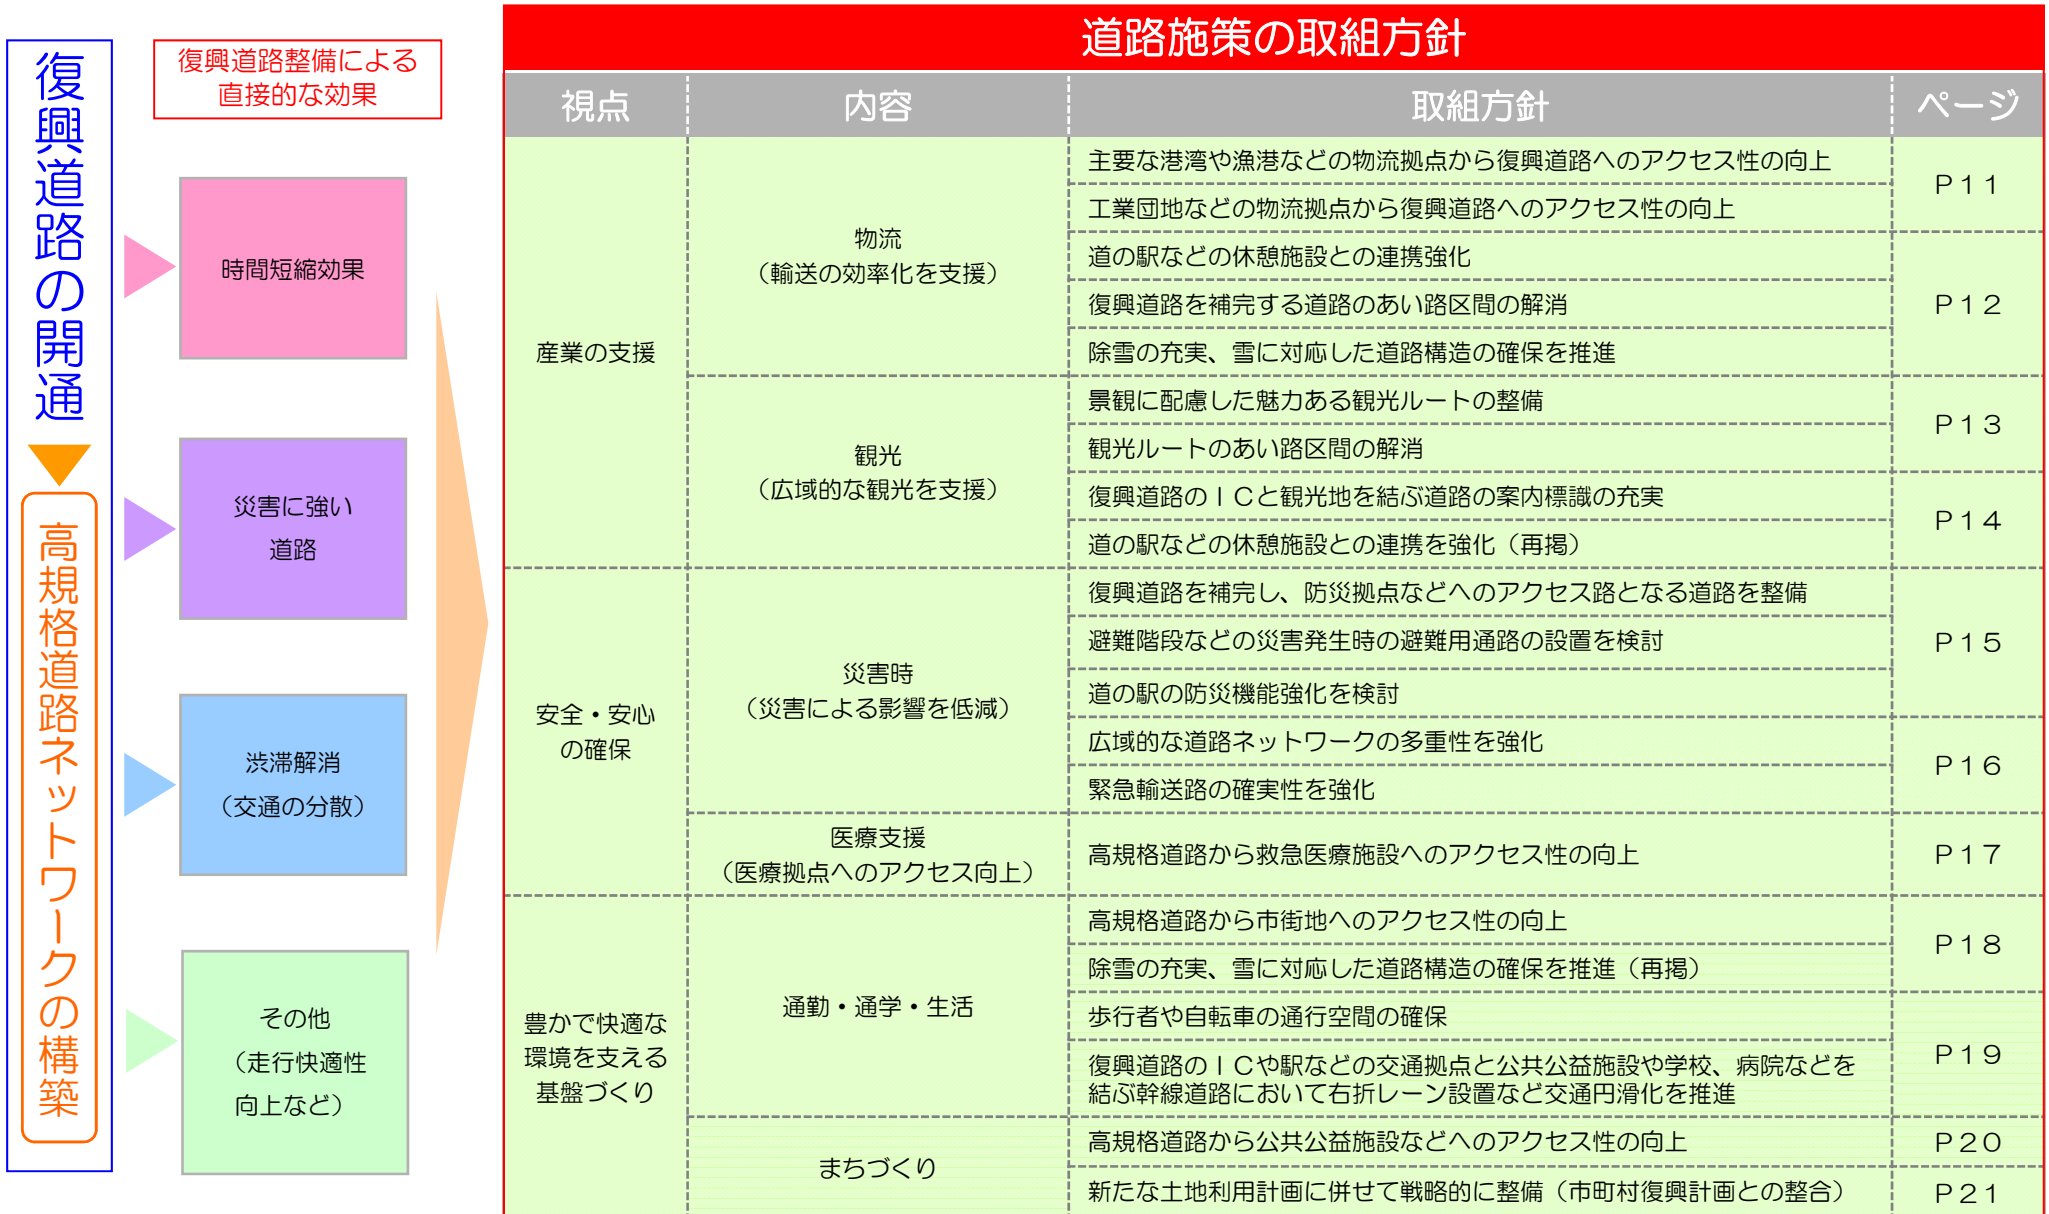 復興道路の開通
高規格道路ネットワークの構築
復興道路整備による
直接的な効果
時間短縮効果
災害に強い
道路
渋滞解消
（交通の分散）
その他
（走行快適性
向上など）
道路施策の取組方針
視点
内容
取組方針
ページ
産業の支援
物流
（輸送の効率化を支援）
主要な港湾や漁港などの物流拠点から復興道路へのアクセス性の向上
工業団地などの物流拠点から復興道路へのアクセス性の向上
Ｐ１１
道の駅などの休憩施設との連携強化
復興道路を補完する道路のあい路区間の解消
除雪の充実、雪に対応した道路構造の確保を推進
Ｐ１２
観光
（広域的な観光を支援）
景観に配慮した魅力ある観光ルートの整備
観光ルートのあい路区間の解消
Ｐ１３
復興道路のＩＣと観光地を結ぶ道路の案内標識の充実
道の駅などの休憩施設との連携を強化（再掲）
Ｐ１４
安全・安心
の確保
災害時
（災害による影響を低減）
復興道路を補完し、防災拠点などへのアクセス路となる道路を整備
避難階段などの災害発生時の避難用通路の設置を検討
道の駅の防災機能強化を検討
Ｐ１５
広域的な道路ネットワークの多重性を強化
緊急輸送路の確実性を強化
Ｐ１６
医療支援
（医療拠点へのアクセス向上）
高規格道路から救急医療施設へのアクセス性の向上
Ｐ１７
豊かで快適な
環境を支える
基盤づくり
通勤・通学・生活
高規格道路から市街地へのアクセス性の向上
除雪の充実、雪に対応した道路構造の確保を推進（再掲）
Ｐ１８
歩行者や自転車の通行空間の確保
復興道路のＩＣや駅などの交通拠点と公共公益施設や学校、病院などを
結ぶ幹線道路において右折レーン設置など交通円滑化を推進
Ｐ１９
まちづくり
高規格道路から公共公益施設などへのアクセス性の向上
Ｐ２０
新たな土地利用計画に併せて戦略的に整備（市町村復興計画との整合）
Ｐ２１